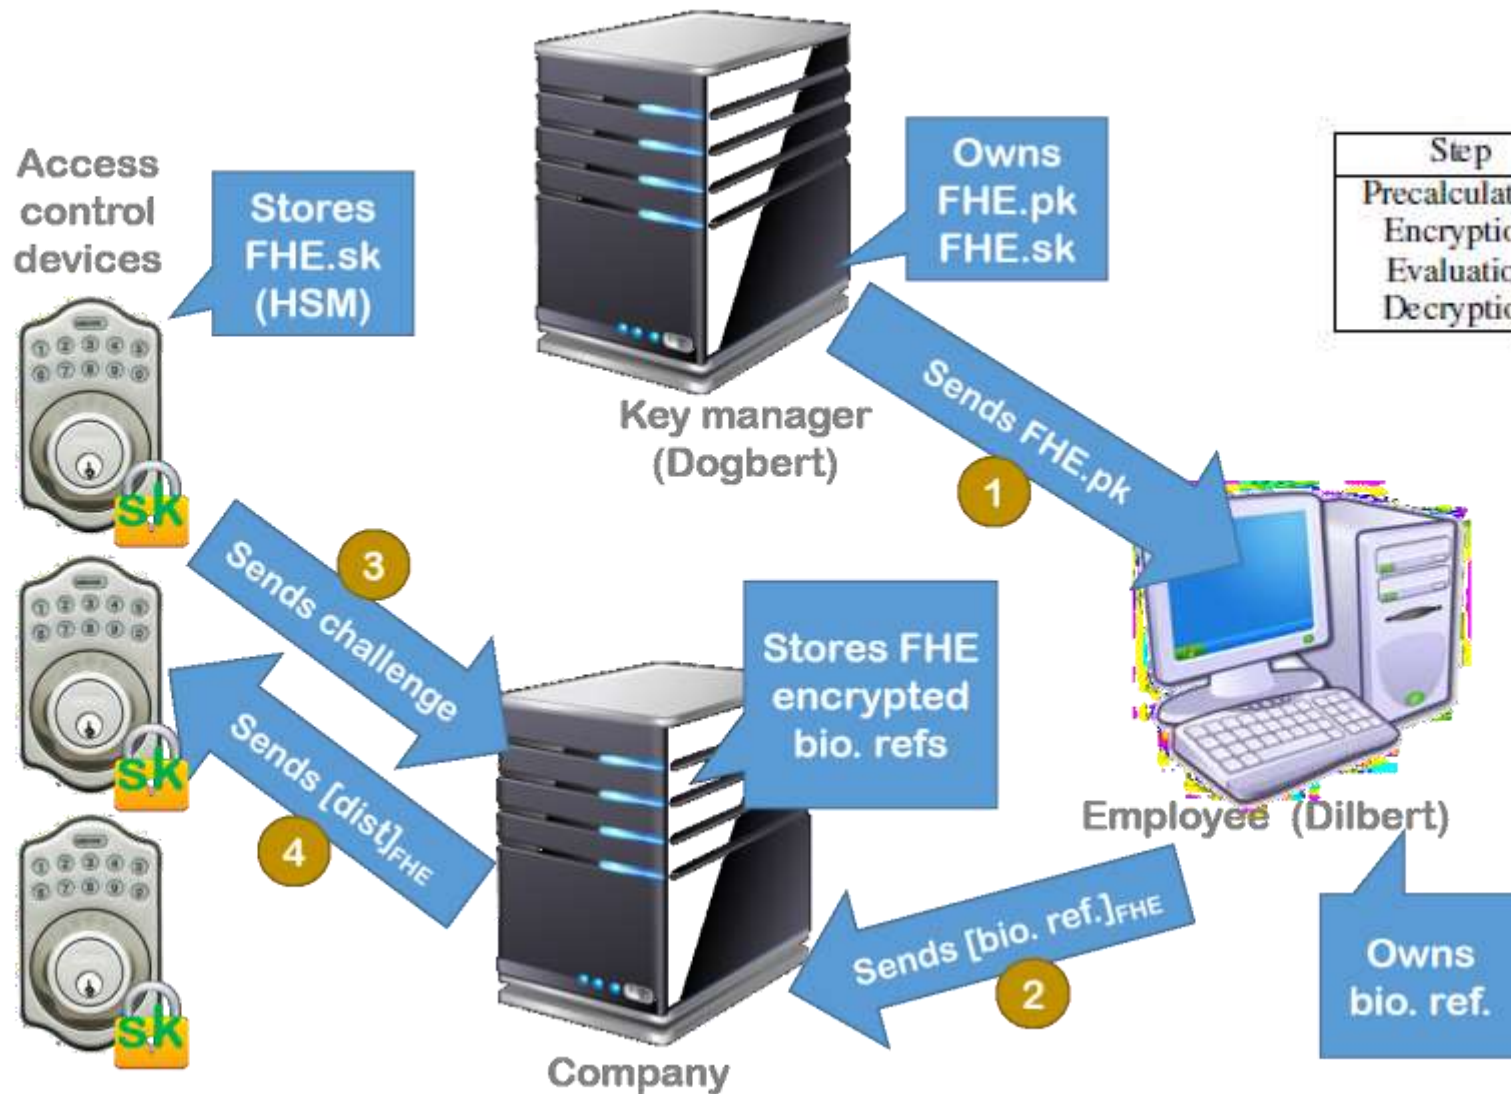 Access
control
devices
Stores
FHE.sk
(HSM)
Owns
FHE.pk
FHE.sk
Step
Precalculat
Encryptio
Evaluatio
Decryptio
Key manager
(Dogbert)
Sends FHE.pk
1
sk
Sends challenge
3
Stores FHE
encrypted
bio. refs
sk
Sends [dist]FHE
4
Employee (Dilbert)
Sends [bio. ref.]FHE
2
Owns
bio. ref.
sk
Company